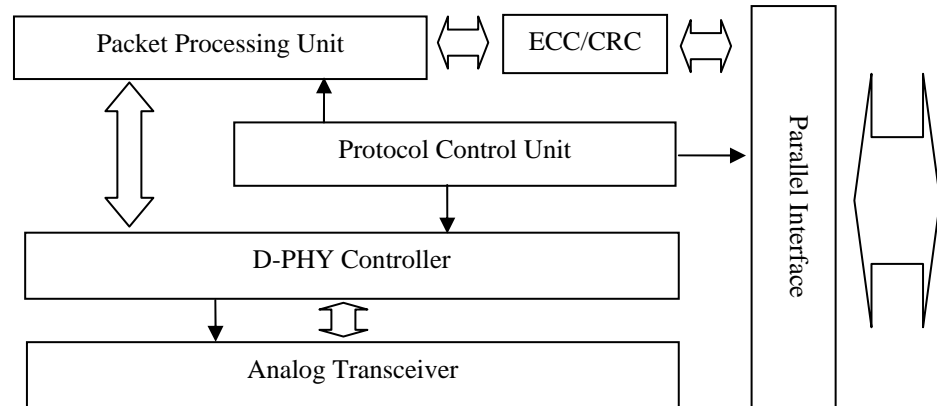 Packet Processing Unit
ECC/CRC
Protocol Control Unit
Parallel Interface
D-PHY Controller
Analog Transceiver